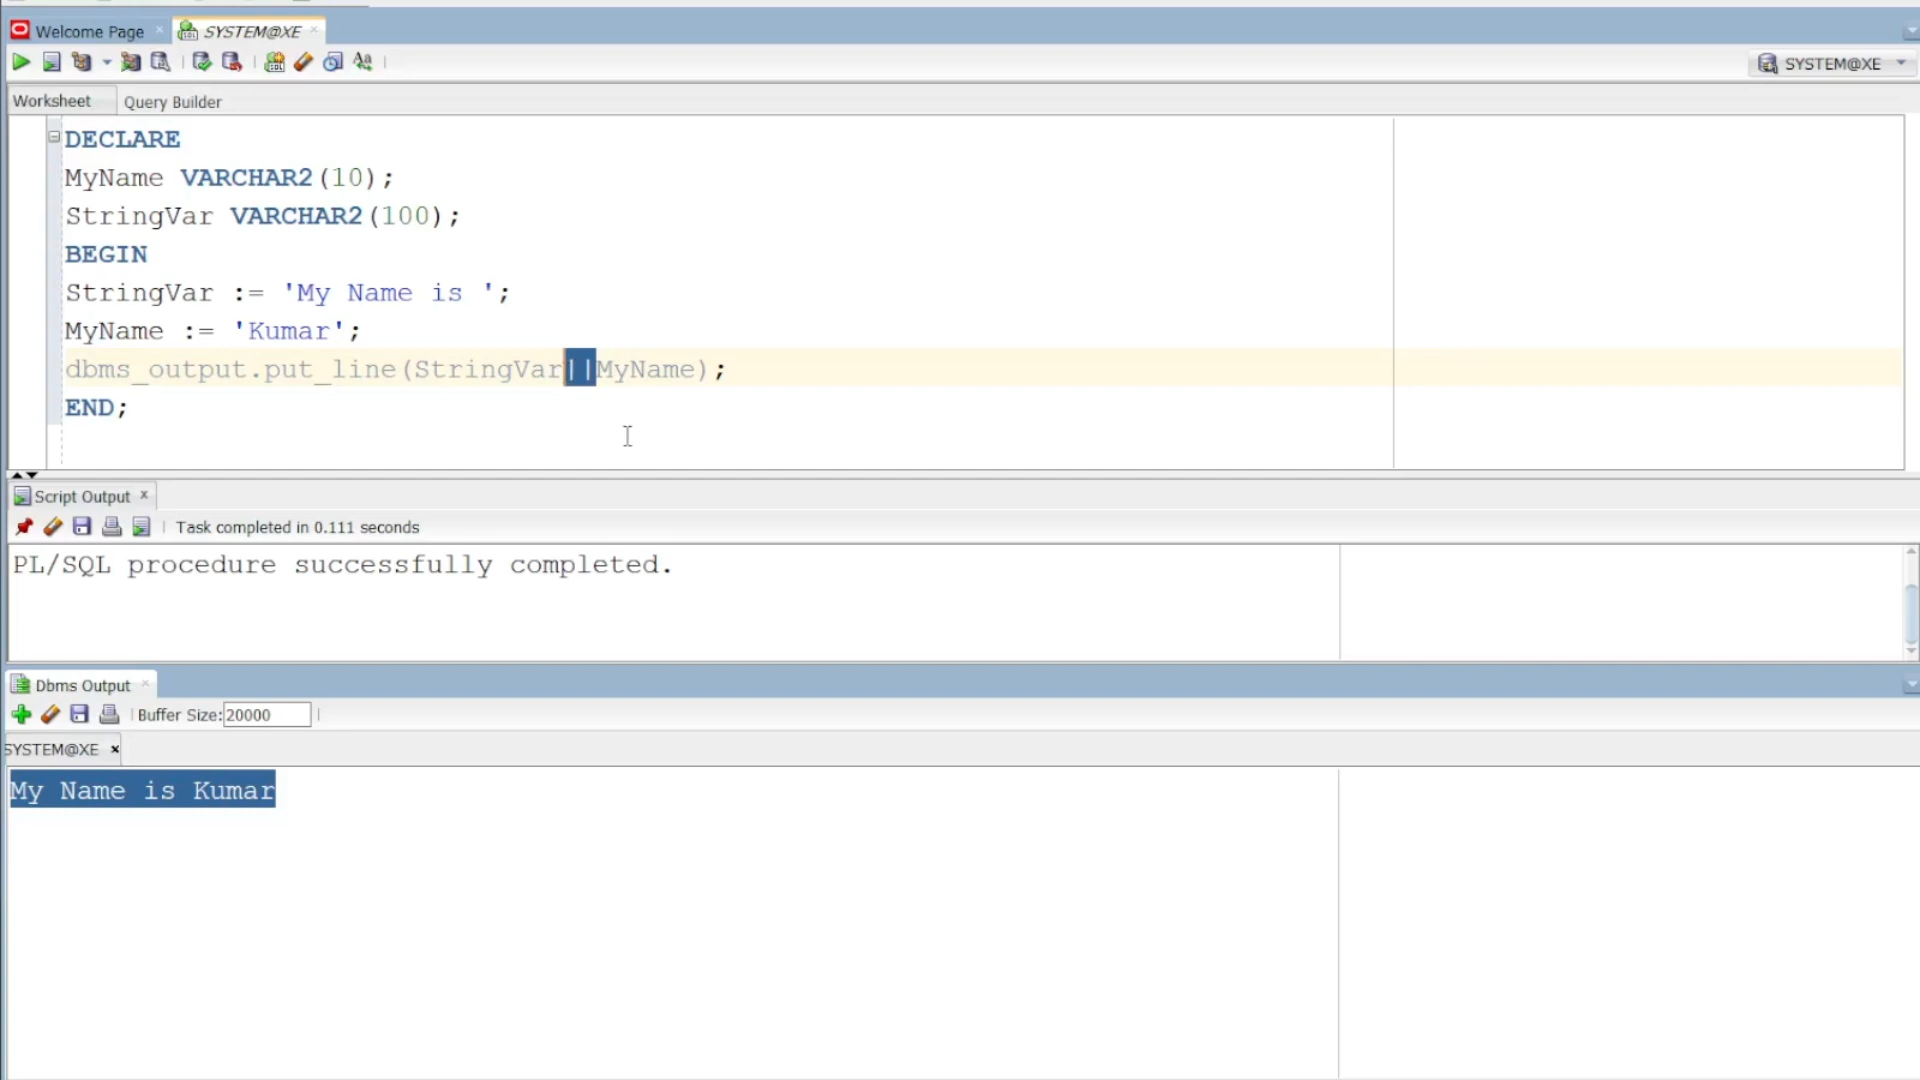 Welcome Page
SYSTEM@XE
SYSTEM@XE
Worksheet
Query Builder
DECLARE
MyName VARCHAR2(10);
StringVar VARCHAR2(100);
BEGIN
StringVar := 'My Name is ';
MyName := 'Kumar';
dbms_output.put_line(StringVar||MyName);
END;
Script Output
Task completed in 0.111 seconds
PL/SQL procedure successfully completed.
Dbms Output
Buffer Size: 20000
SYSTEM@XE
My Name is Kumar